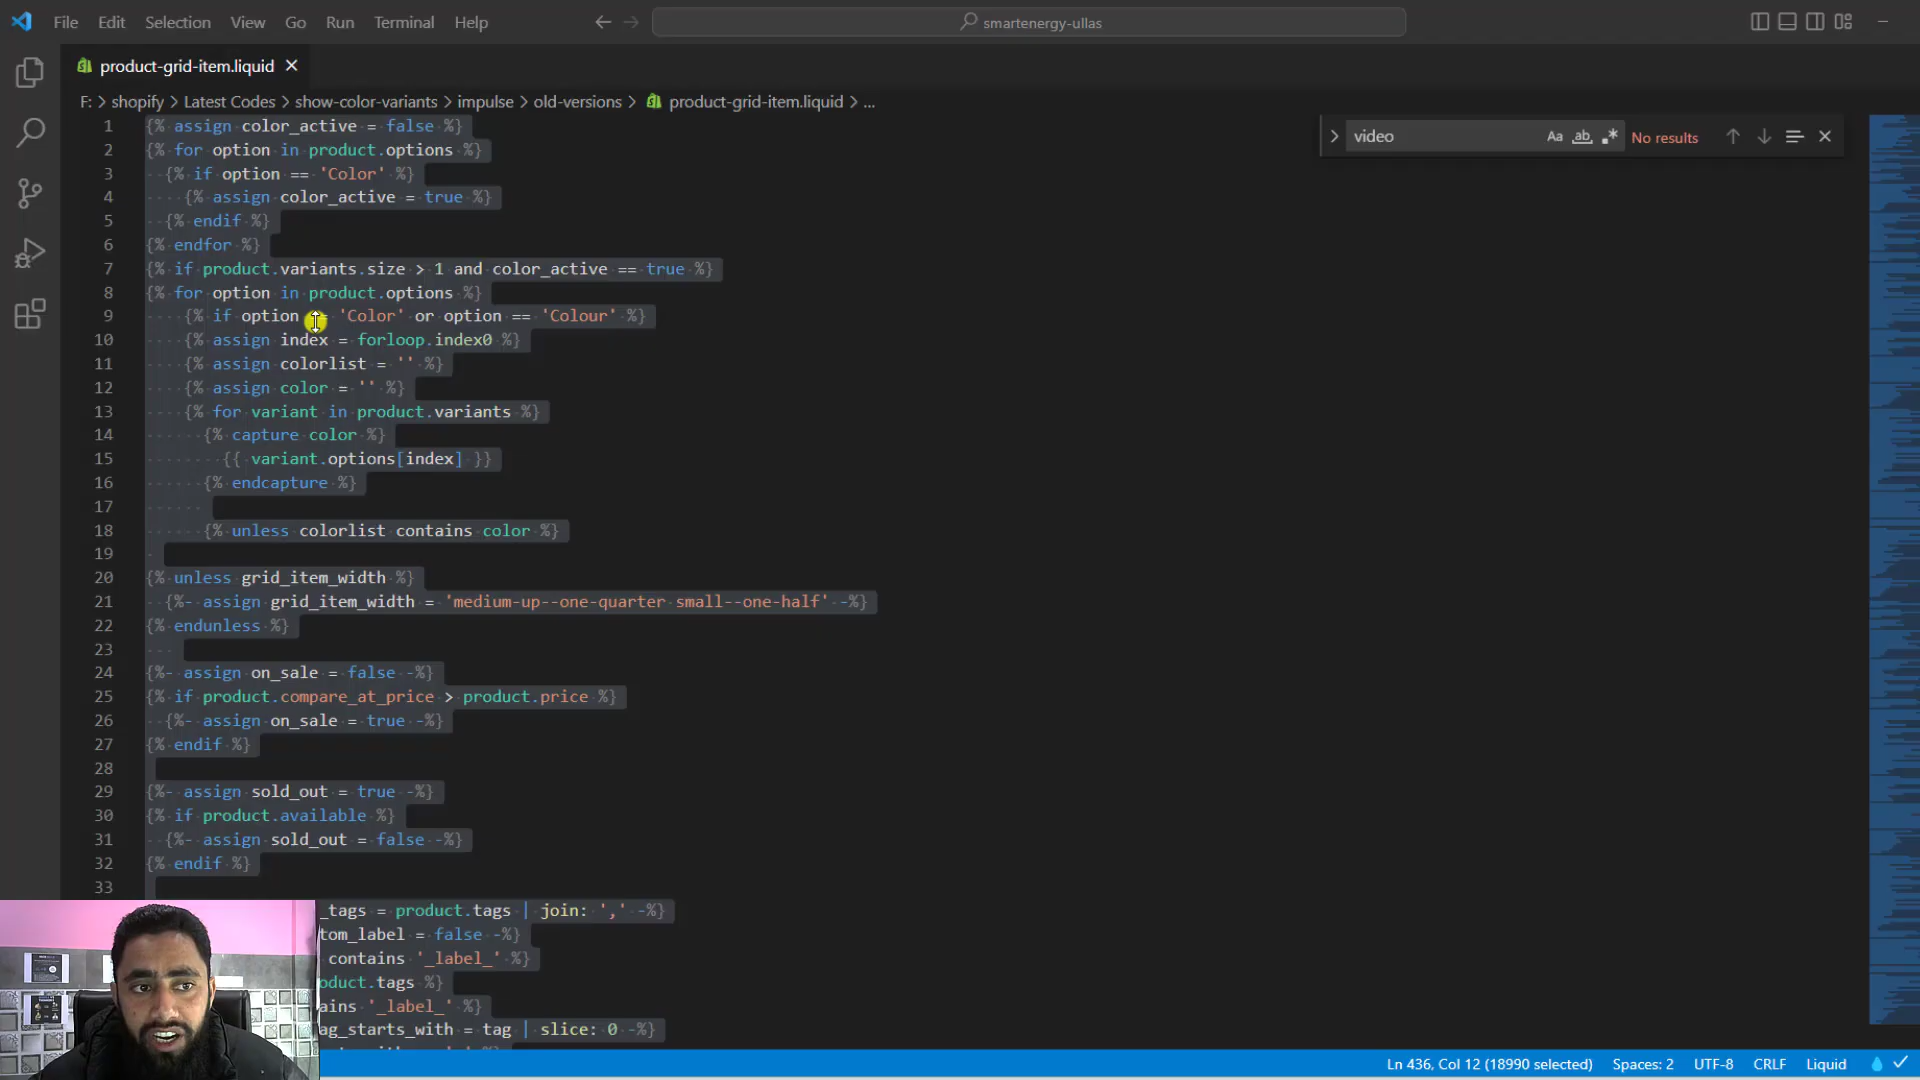 File Edit Selection View Go Run Terminal Help
smartenergy-ullas
product-grid-item.liquid
F: > shopify > Latest Codes > show-color-variants > impulse > old-versions > product-grid-item.liquid > ...
video
Aa ab .* No results
1 {% assign color_active = false %}
2 {% for option in product.options %}
3 {% if option == 'Color' %}
4 {% assign color_active = true %}
5 {% endif %}
6 {% endfor %}
7 {% if product.variants.size > 1 and color_active == true %}
8 {% for option in product.options %}
9 {% if option == 'Color' or option == 'Colour' %}
10 {% assign index = forloop.index0 %}
11 {% assign colorlist = '' %}
12 {% assign color = '' %}
13 {% for variant in product.variants %}
14 {% capture color %}
15 {{ variant.options[index] }}
16 {% endcapture %}
17
18 {% unless colorlist contains color %}
19
20 {% unless grid_item_width %}
21 {%- assign grid_item_width = 'medium-up--one-quarter small--one-half' -%}
22 {% endunless %}
23
24 {%- assign on_sale = false -%}
25 {% if product.compare_at_price > product.price %}
26 {%- assign on_sale = true -%}
27 {% endif %}
28
29 {%- assign sold_out = true -%}
30 {% if product.available %}
31 {%- assign sold_out = false -%}
32 {% endif %}
33
_tags = product.tags | join: ',' -%}
tom_label = false -%}
contains '_label_' %}
oduct.tags %}
ains '_label_' %}
ag_starts_with = tag | slice: 0 -%}
Ln 436, Col 12 (18990 selected) Spaces: 2 UTF-8 CRLF Liquid